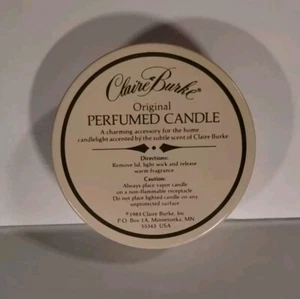 Claire Burke®
Original
PERFUMED CANDLE
A charming accessory for the home
candlelight accented by the subtle scent of Claire Burke
Directions:
Remove lid, light wick and release
warm fragrance
Caution:
Always place vapor candle
on a non-flammable receptacle
Do not place lighted candle on any
unprotected surface.
©1983 Claire Burke, Inc
P.O. Box 1A, Minnetonka, MN
55343 USA